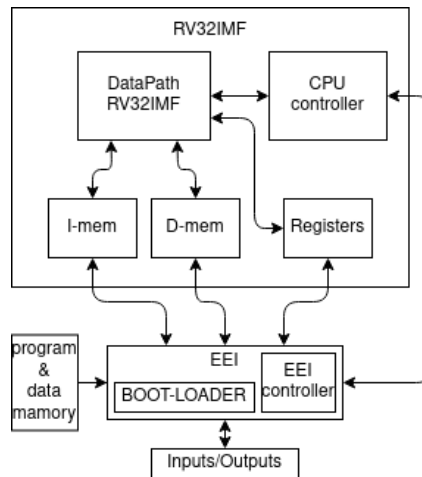 RV32IMF
DataPath
RV32IMF
CPU
controller
I-mem
D-mem
Registers
program
&
data
mamory
EEI
BOOT-LOADER
EEI
controller
Inputs/Outputs